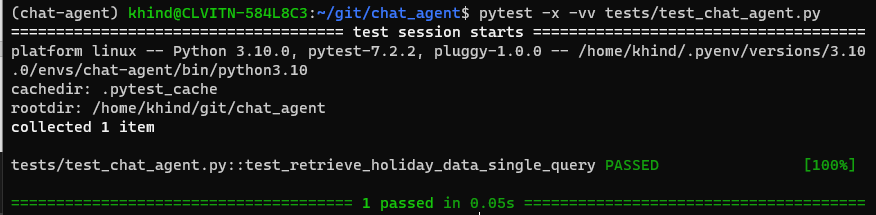 (chat-agent) khind@CLVITN-584L8C3:~/git/chat_agent$ pytest -x -vv tests/test_chat_agent.py
===================================== test session starts =====================================
platform linux -- Python 3.10.0, pytest-7.2.2, pluggy-1.0.0 -- /home/khind/.pyenv/versions/3.10
.0/envs/chat-agent/bin/python3.10
cachedir: .pytest_cache
rootdir: /home/khind/git/chat_agent
collected 1 item
tests/test_chat_agent.py::test_retrieve_holiday_data_single_query PASSED [100%]
====================================== 1 passed in 0.05s ======================================